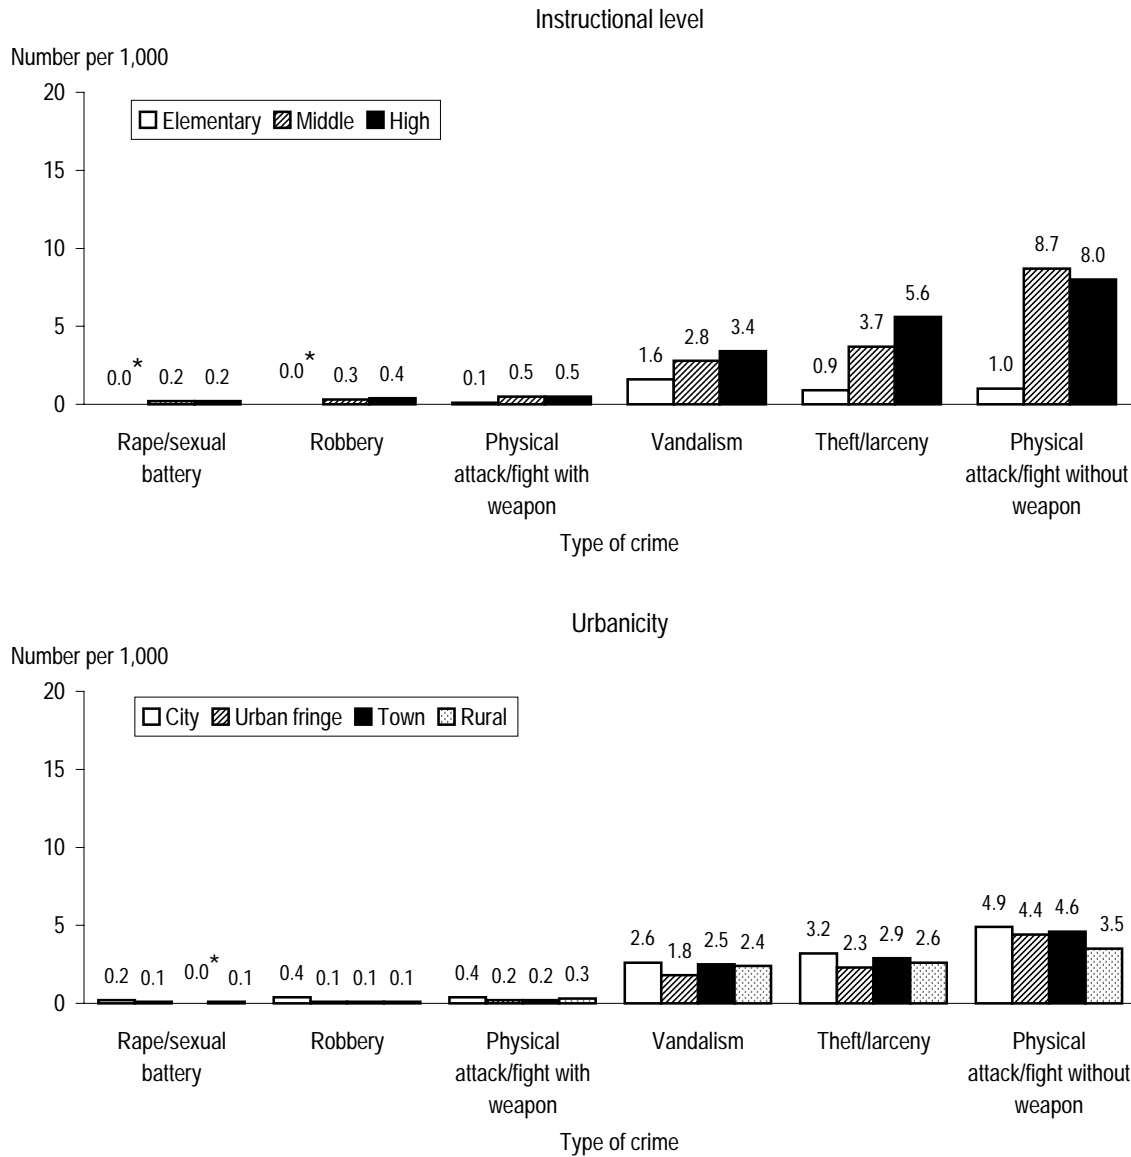 Instructional level
Number per 1,000
20
15
10
5
0
Elementary Middle High
0.0* 0.2 0.2 0.0* 0.3 0.4 0.1 0.5 0.5 1.6 2.8 3.4 0.9 3.7 5.6 1.0 8.7 8.0
Rape/sexual battery
Robbery
Physical attack/fight with weapon
Vandalism
Theft/larceny
Physical attack/fight without weapon
Type of crime
Urbanicity
Number per 1,000
20
15
10
5
0
City Urban fringe Town Rural
0.2 0.1 0.0* 0.1 0.4 0.1 0.1 0.1 0.4 0.2 0.2 0.3 2.6 1.8 2.5 2.4 3.2 2.3 2.9 2.6 4.9 4.4 4.6 3.5
Rape/sexual battery
Robbery
Physical attack/fight with weapon
Vandalism
Theft/larceny
Physical attack/fight without weapon
Type of crime